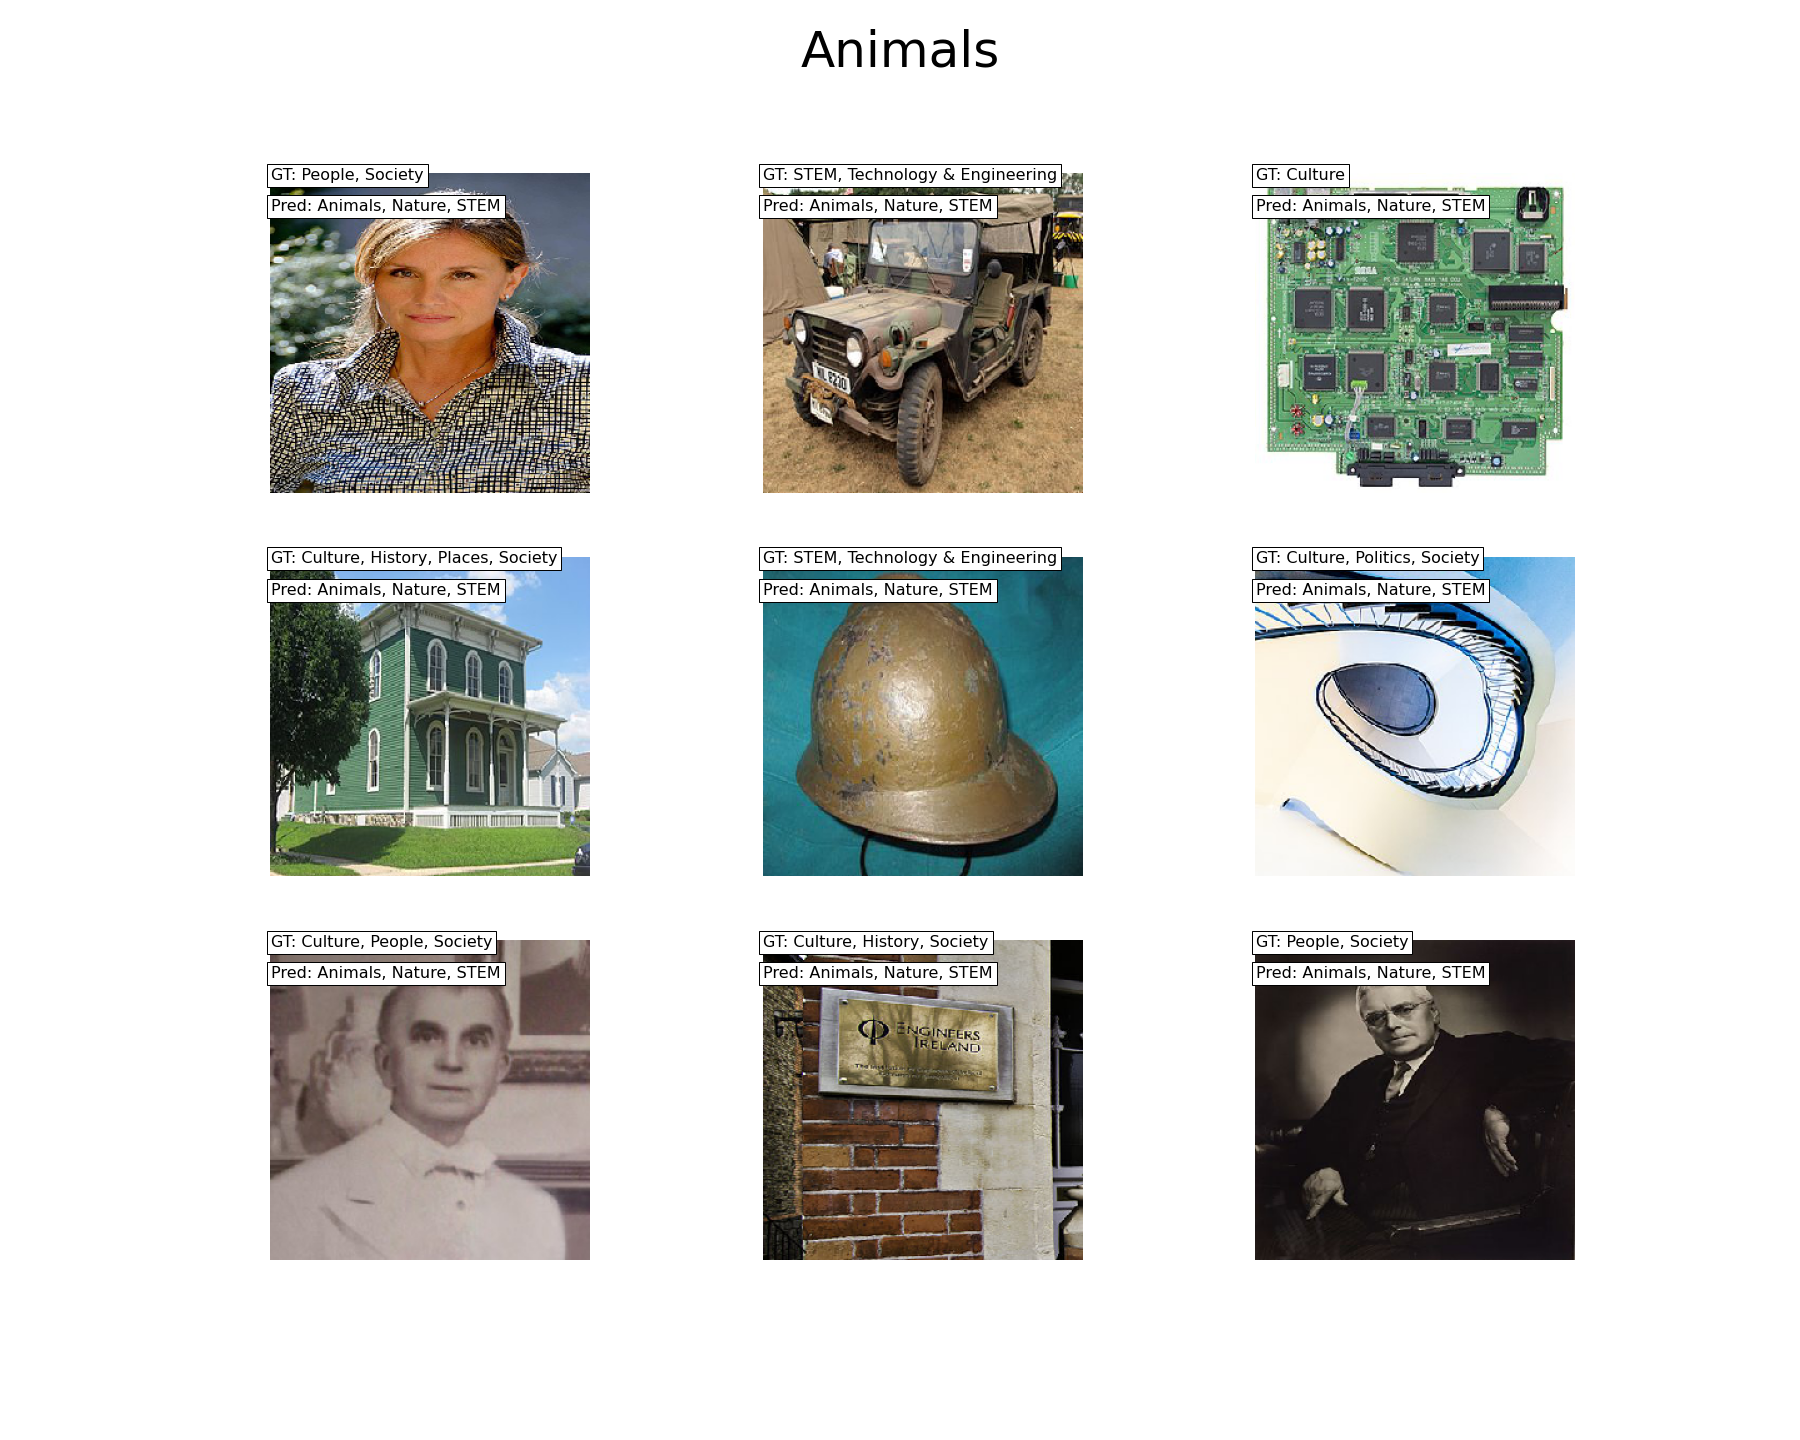 Animals
GT: People, Society
Pred: Animals, Nature, STEM
GT: STEM, Technology & Engineering
Pred: Animals, Nature, STEM
GT: Culture
Pred: Animals, Nature, STEM
SEGA
GT: Culture, History, Places, Society
Pred: Animals, Nature, STEM
GT: STEM, Technology & Engineering
Pred: Animals, Nature, STEM
GT: Culture, Politics, Society
Pred: Animals, Nature, STEM
GT: Culture, People, Society
Pred: Animals, Nature, STEM
GT: Culture, History, Society
Pred: Animals, Nature, STEM
ENGINEERS
IRELAND
GT: People, Society
Pred: Animals, Nature, STEM